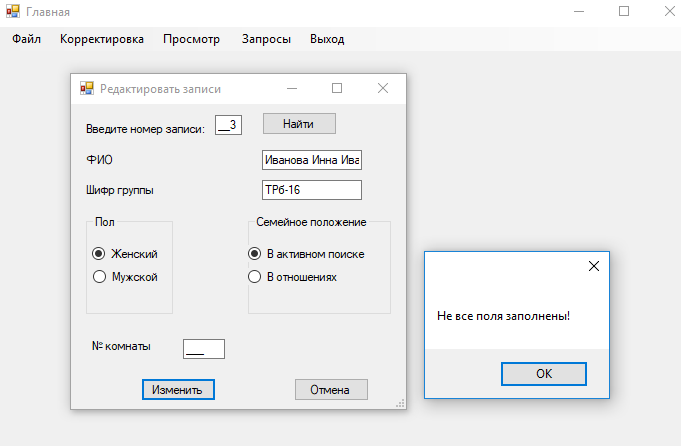 Главная
Файл Корректировка Просмотр Запросы Выход
Редактировать записи
Введите номер записи: __3 Найти
ФИО Иванова Инна Ива
Шифр группы ТРб-16
Пол Семейное положение
Женский В активном поиске
Мужской В отношениях
№ комнаты ___
Изменить Отмена
Не все поля заполнены!
OK